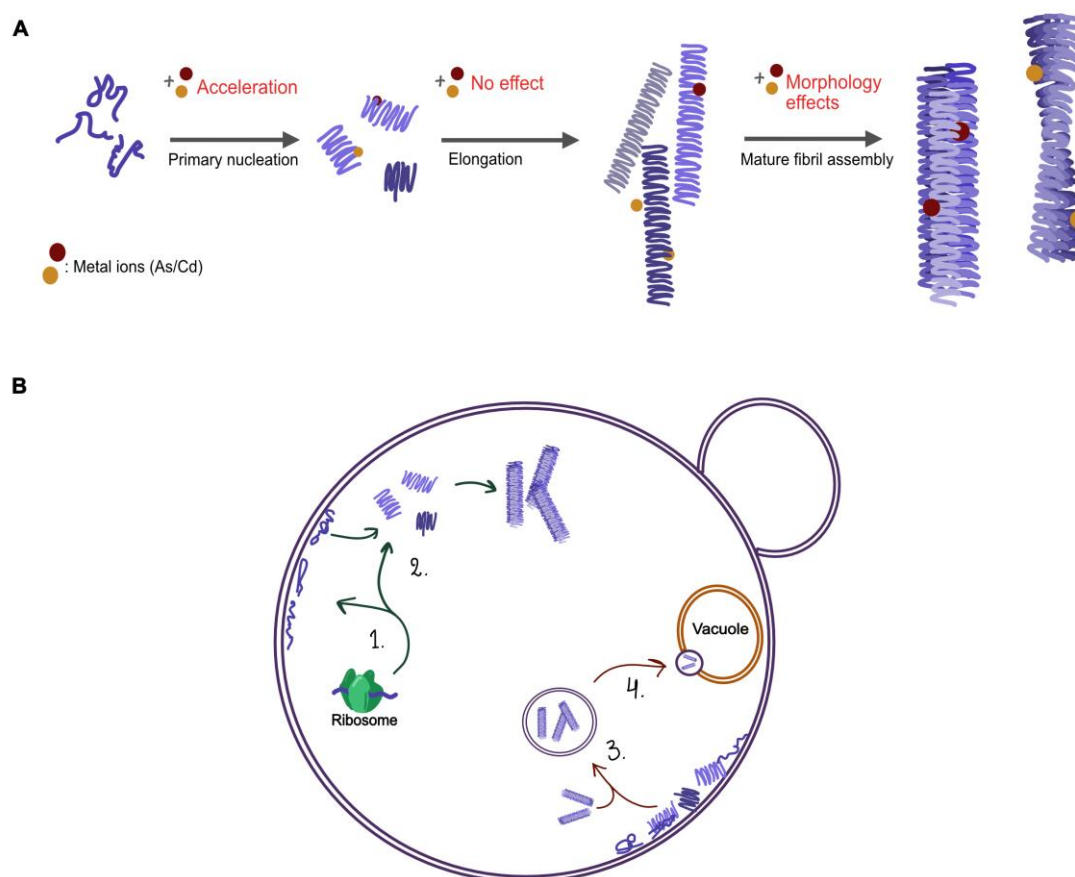 A
+ Acceleration
Primary nucleation
+ No effect
Elongation
+ Morphology
effects
Mature fibril assembly
: Metal ions (As/Cd)
B
2.
1.
Ribosome
Vacuole
4.
3.